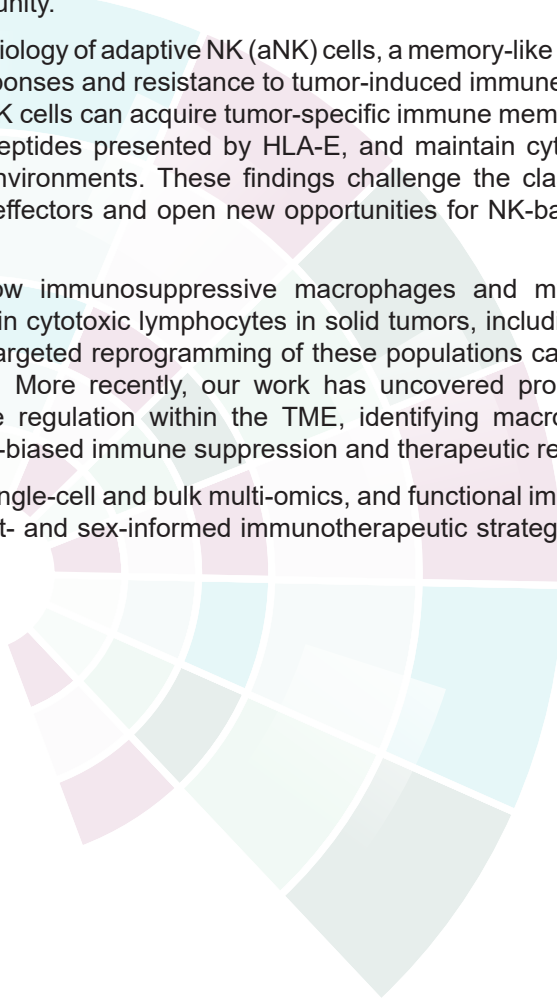 unity.
iology of adaptive NK (aNK) cells, a memory-like
ponses and resistance to tumor-induced immune
K cells can acquire tumor-specific immune mem
eptides presented by HLA-E, and maintain cyt
nvironments. These findings challenge the cla
effectors and open new opportunities for NK-ba
ow immunosuppressive macrophages and m
in cytotoxic lymphocytes in solid tumors, includi
argeted reprogramming of these populations ca
. More recently, our work has uncovered pro
e regulation within the TME, identifying macro
-biased immune suppression and therapeutic re
ngle-cell and bulk multi-omics, and functional im
t- and sex-informed immunotherapeutic strateg